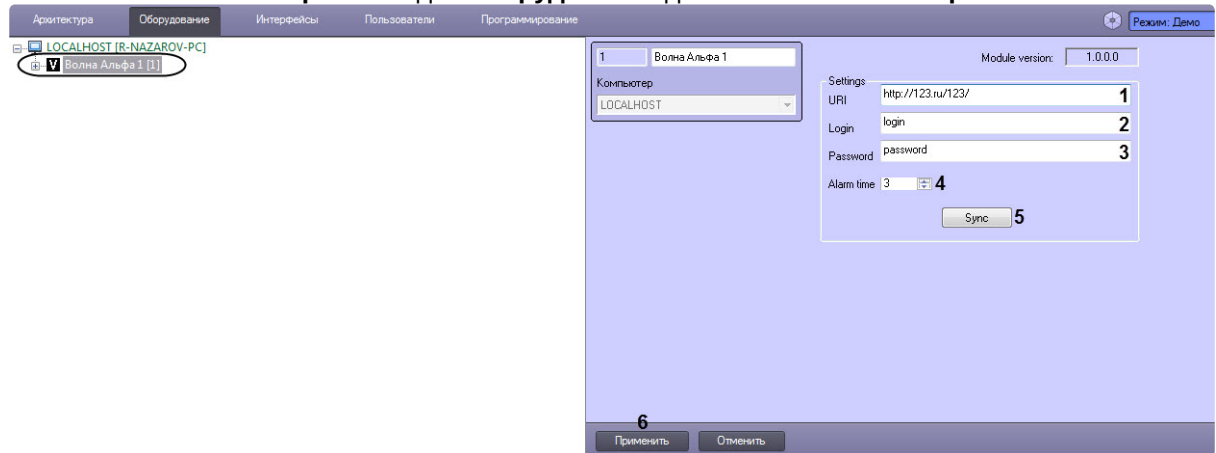 Архитектура Оборудование Интерфейсы Пользователи Программирование Режим: Демо
LOCALHOST [R-NAZAROV-PC]
V Волна Альфа 1 [1]
1 Волна Альфа 1
Компьютер
LOCALHOST
Module version: 1.0.0.0
Settings
URI http://123.ru/123/ 1
Login login 2
Password password 3
Alarm time 3 4
Sync 5
6
Применить Отменить